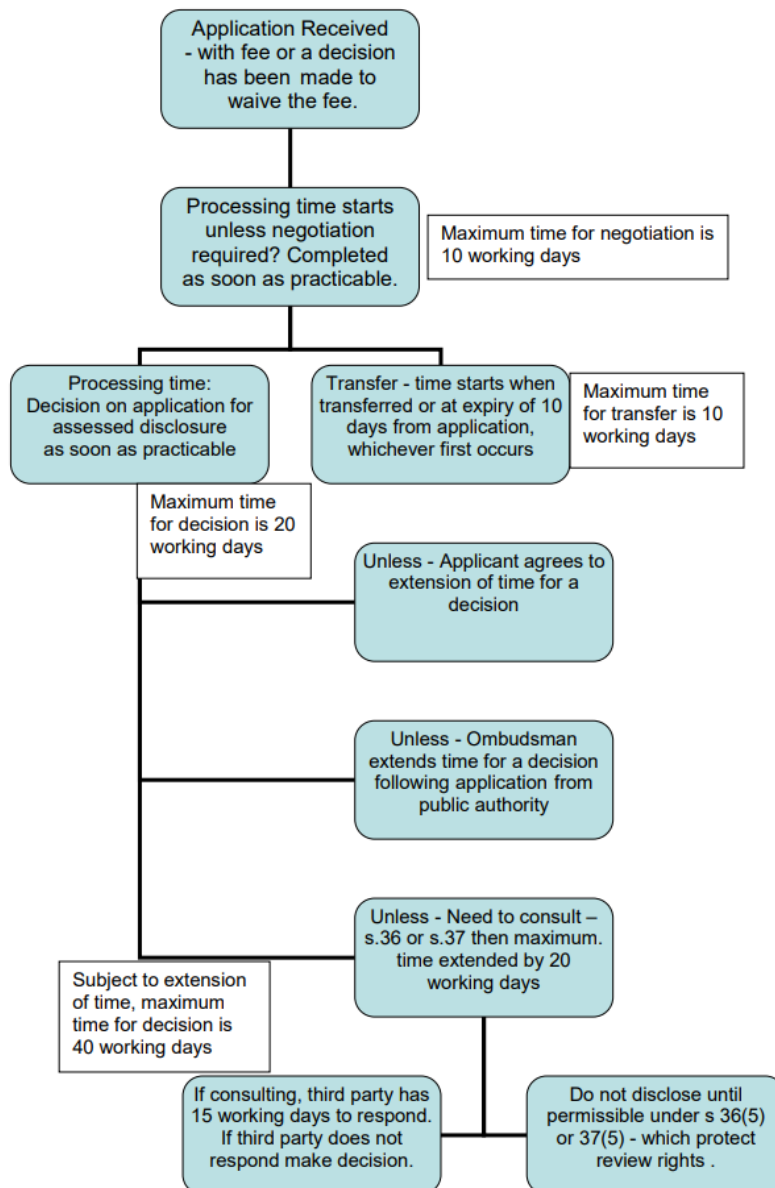 Application Received
- with fee or a decision
has been made to
waive the fee.
Processing time starts
unless negotiation
required? Completed
as soon as practicable.
Maximum time for negotiation is
10 working days
Processing time:
Decision on application for
assessed disclosure
as soon as practicable
Transfer - time starts when
transferred or at expiry of 10
days from application,
whichever first occurs
Maximum time
for transfer is 10
working days
Maximum time
for decision is 20
working days
Unless - Applicant agrees to
extension of time for a
decision
Unless - Ombudsman
extends time for a decision
following application from
public authority
Unless - Need to consult –
s.36 or s.37 then maximum.
time extended by 20
working days
Subject to extension
of time, maximum
time for decision is
40 working days
If consulting, third party has
15 working days to respond.
If third party does not
respond make decision.
Do not disclose until
permissible under s 36(5)
or 37(5) - which protect
review rights .